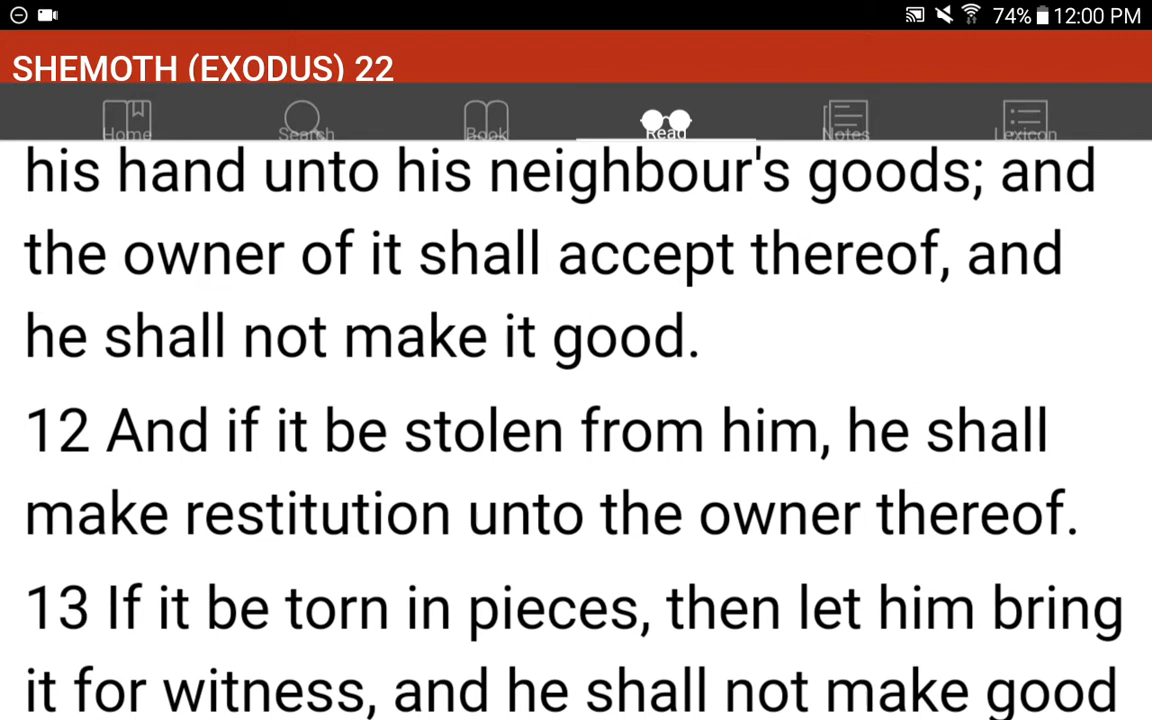 74% 12:00 PM
SHEMOTH (EXODUS) 22
Home Search Book Read Notes Lexicon
his hand unto his neighbour's goods; and
the owner of it shall accept thereof, and
he shall not make it good.
12 And if it be stolen from him, he shall
make restitution unto the owner thereof.
13 If it be torn in pieces, then let him bring
it for witness, and he shall not make good